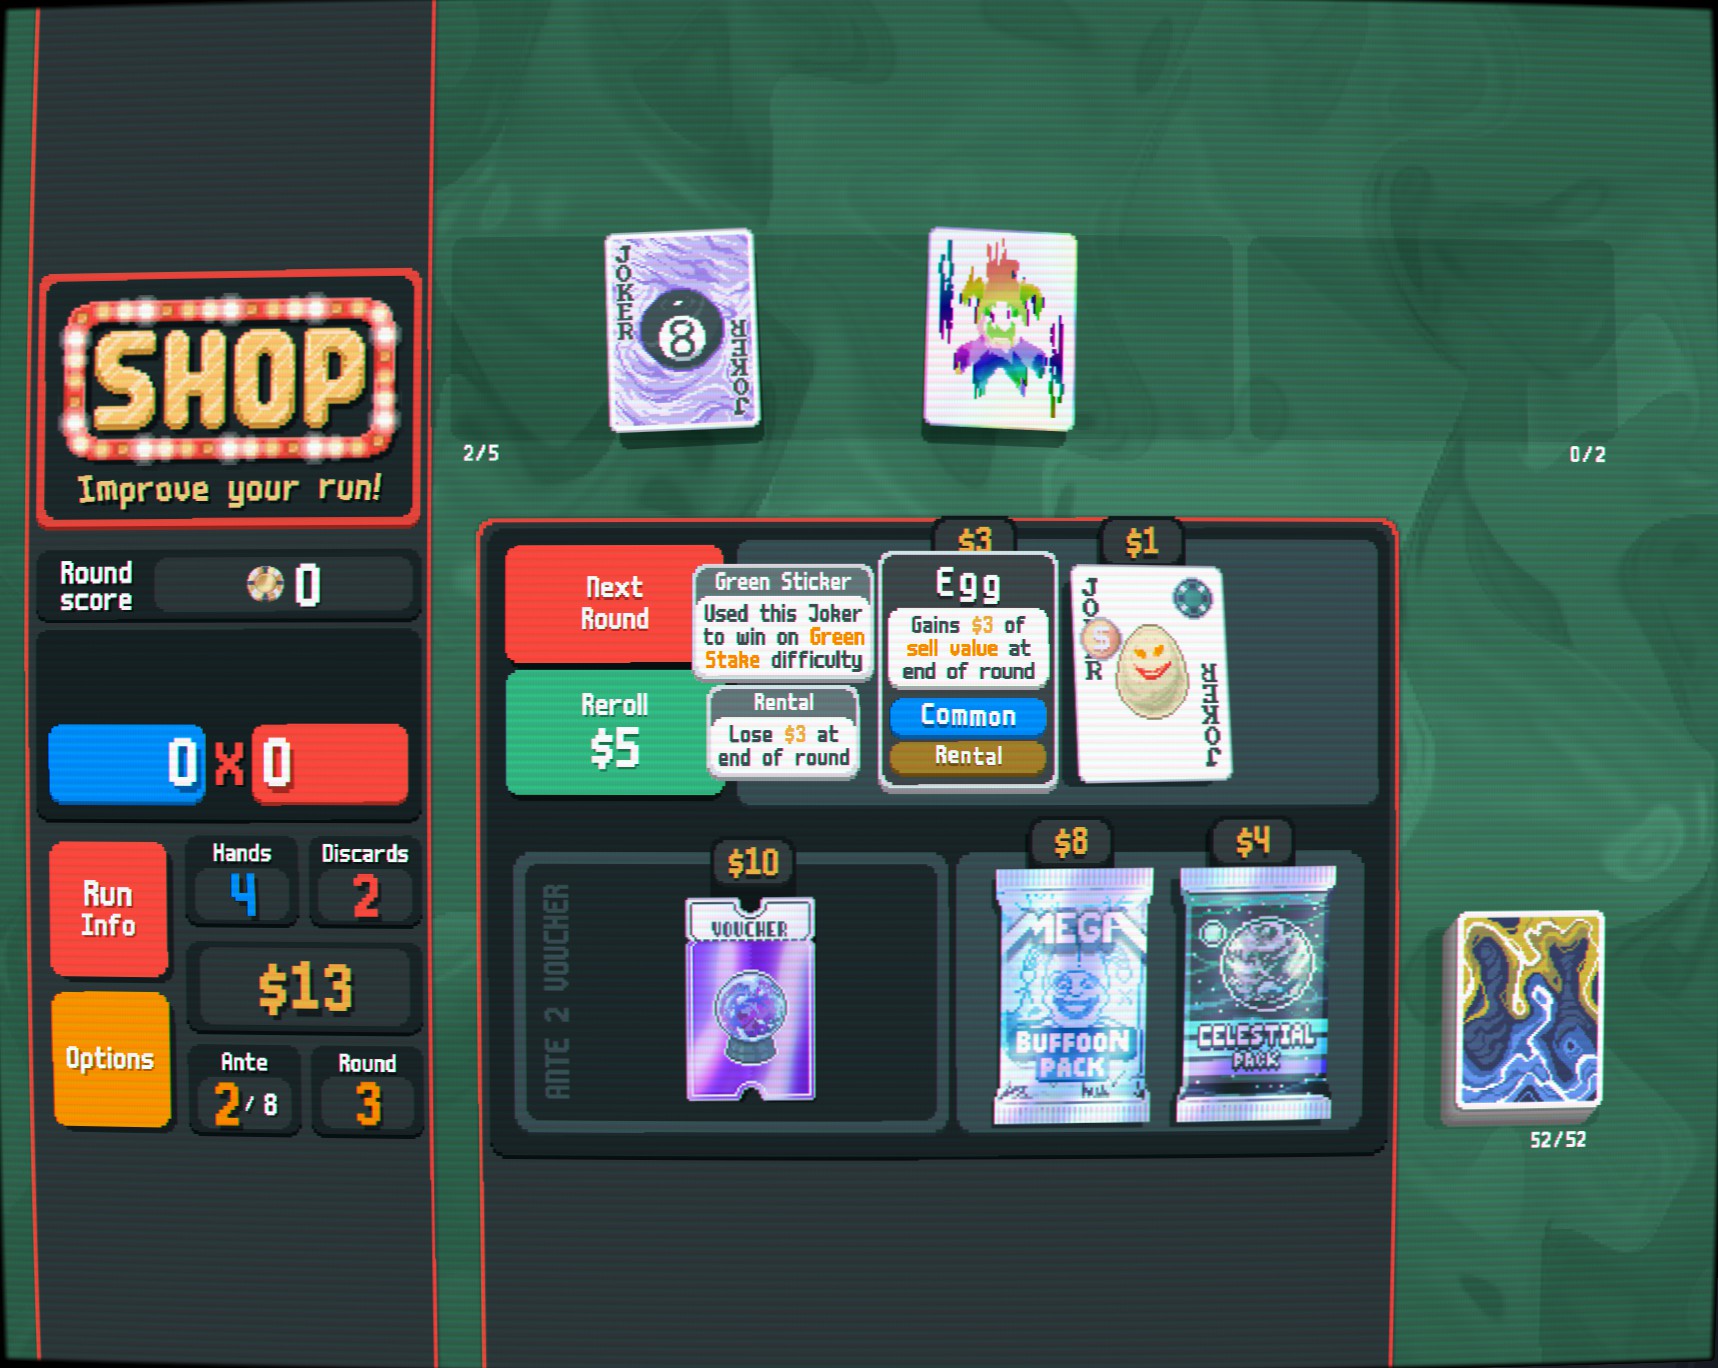 JOKER
8
JOKER
2/5
0/2
SHOP
Improve your run!
Round
score
0
0 X 0
Run
Info
Options
Hands
4
Discards
2
$13
Ante
2 / 8
Round
3
Next
Round
Reroll
$5
Green Sticker
Used this Joker
to win on Green
Stake difficulty
Rental
Lose $3 at
end of round
$3
Egg
Gains $3 of
sell value at
end of round
Common
Rental
$1
JO
R
$
JOKER
ANTE 2 VOUCHER
$10
VOUCHER
$8
MEGA
BUFFOON
PACK
$4
CELESTIAL
PACK
52/52